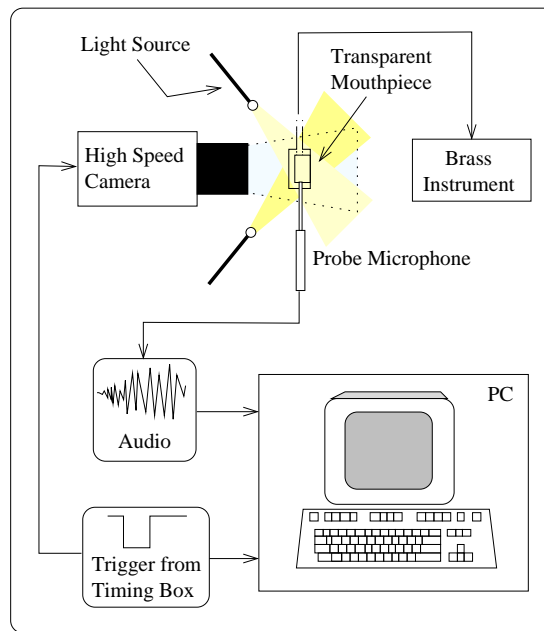 Light Source
Transparent
Mouthpiece
High Speed
Camera
Brass
Instrument
Probe Microphone
Audio
PC
Trigger from
Timing Box